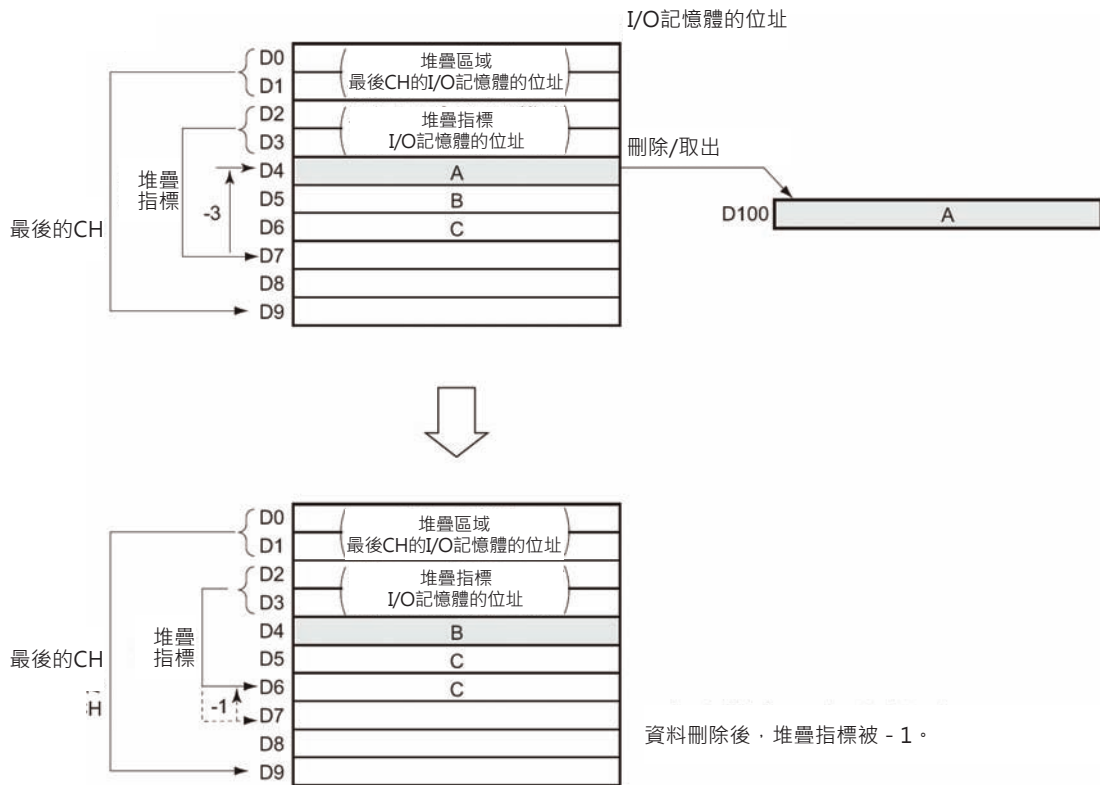 I/O記憶體的位址
D0
D1
堆疊區域
最後CH的I/O記憶體的位址
D2
D3
堆疊指標
I/O記憶體的位址
D4
A
刪除/取出
D5
B
D6
C
D7
D8
D9
堆疊
指標
-3
最後的CH
D100
A
D0
D1
堆疊區域
最後CH的I/O記憶體的位址
D2
D3
堆疊指標
I/O記憶體的位址
D4
B
D5
C
D6
C
D7
D8
D9
堆疊
指標
-1
最後的CH
H
資料刪除後，堆疊指標被 - 1。